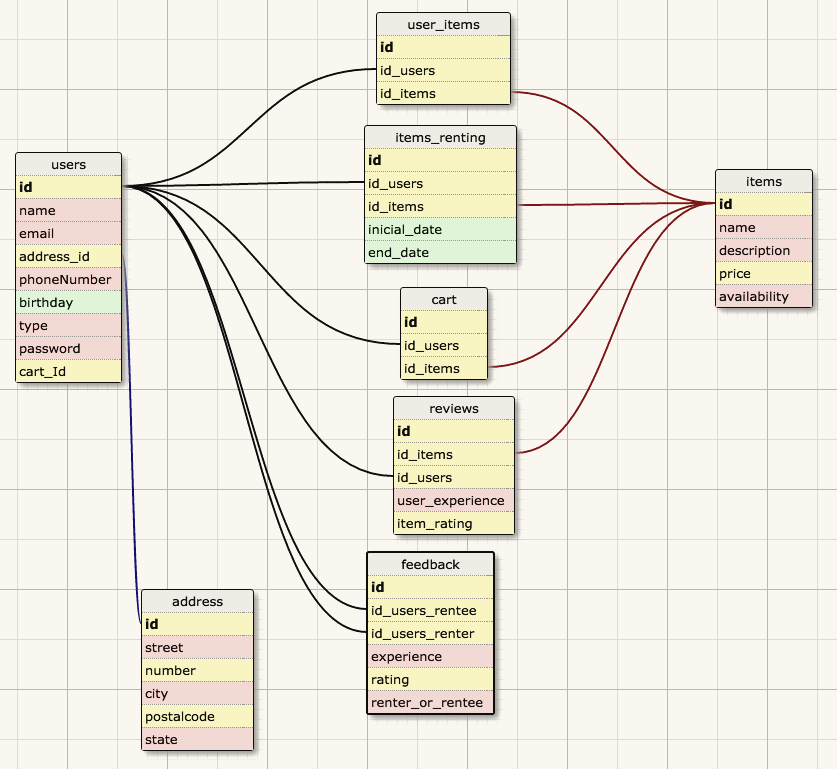 user_items
id
id_users
id_items
items_renting
id
id_users
id_items
inicial_date
end_date
users
id
name
email
address_id
phoneNumber
birthday
type
password
cart_Id
items
id
name
description
price
availability
cart
id
id_users
id_items
reviews
id
id_items
id_users
user_experience
item_rating
feedback
id
id_users_rentee
id_users_renter
experience
rating
renter_or_rentee
address
id
street
number
city
postalcode
state